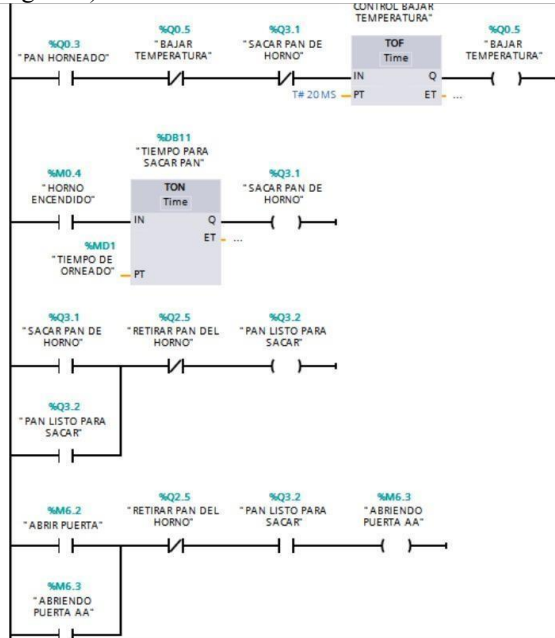 CONTROL BAJAR
TEMPERATURA"
%Q0.3
"PAN HORNEADO"
%Q0.5
"BAJAR
TEMPERATURA"
%Q3.1
"SACAR PAN DE
HORNO"
TOF
Time
IN
Q
T# 20 MS
PT
ET
...
%Q0.5
"BAJAR
TEMPERATURA"
%DB11
"TIEMPO PARA
SACAR PAN"
%M0.4
"HORNO
ENCENDIDO"
TON
Time
IN
Q
ET
...
%MD1
"TIEMPO DE
ORNEADO"
PT
%Q3.1
"SACAR PAN DE
HORNO"
%Q3.1
"SACAR PAN DE
HORNO"
%Q2.5
"RETIRAR PAN DEL
HORNO"
%Q3.2
"PAN LISTO PARA
SACAR"
%Q3.2
"PAN LISTO PARA
SACAR"
%M6.2
"ABRIR PUERTA"
%Q2.5
"RETIRAR PAN DEL
HORNO"
%Q3.2
"PAN LISTO PARA
SACAR"
%M6.3
"ABRIENDO
PUERTA AA"
%M6.3
"ABRIENDO
PUERTA AA"